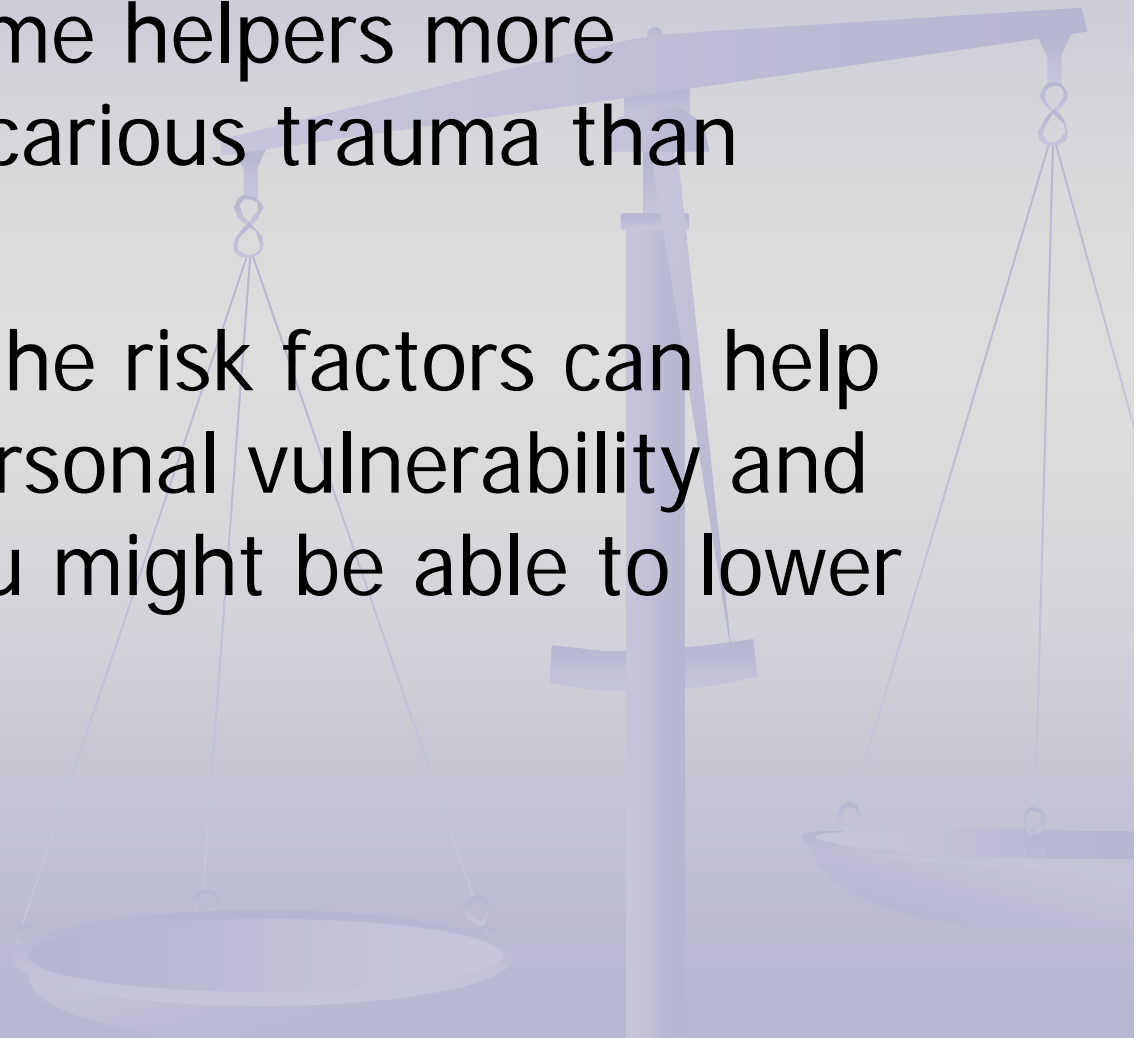 me helpers more
carious trauma than
he risk factors can help
rsonal vulnerability and
u might be able to lower